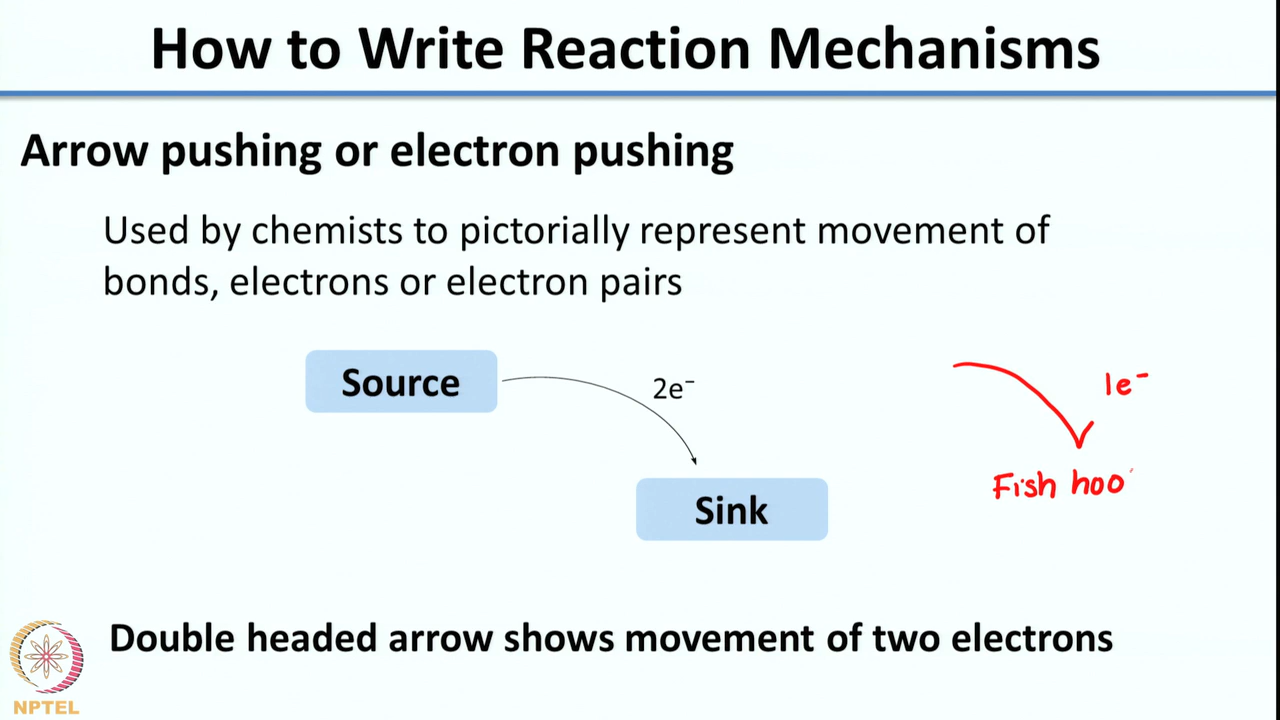 How to Write Reaction Mechanisms
Arrow pushing or electron pushing
Used by chemists to pictorially represent movement of
bonds, electrons or electron pairs
Source
2e⁻
1e⁻
Fish hoo
Sink
Double headed arrow shows movement of two electrons
NPTEL